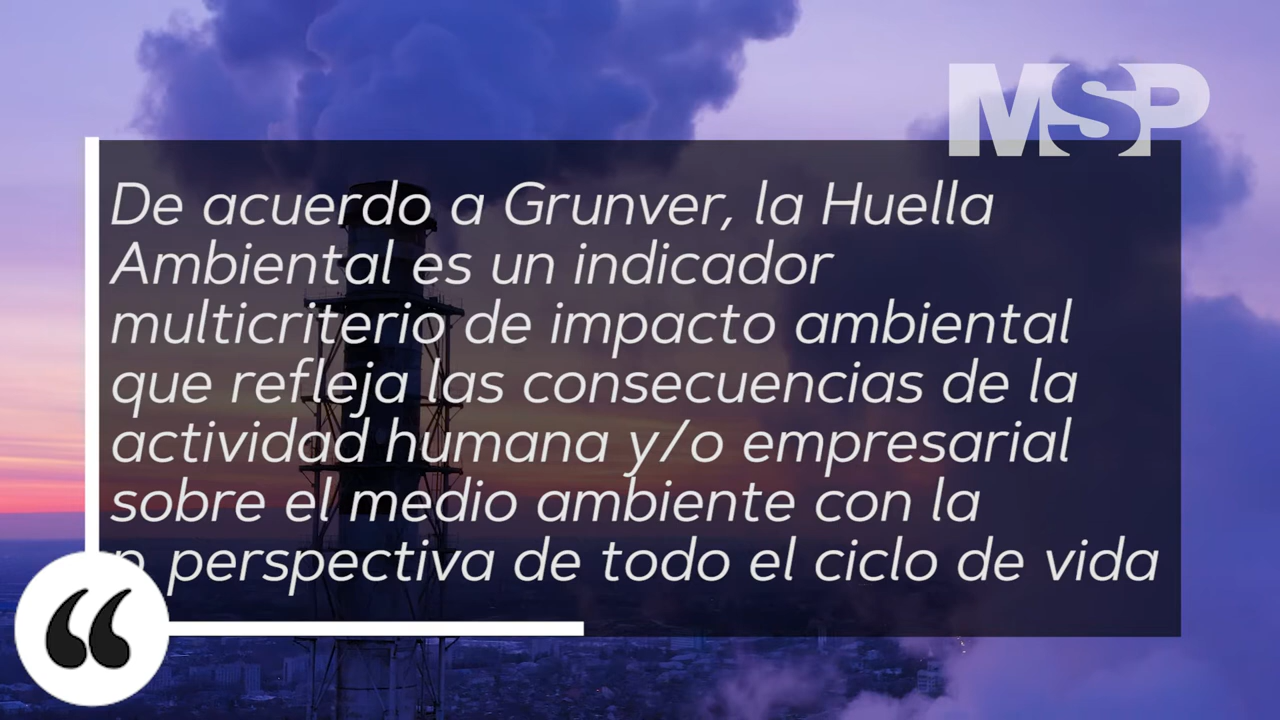 MSP
De acuerdo a Grunver, la Huella
Ambiental es un indicador
multicriterio de impacto ambiental
que refleja las consecuencias de la
actividad humana y/o empresarial
sobre el medio ambiente con la
p perspectiva de todo el ciclo de vida